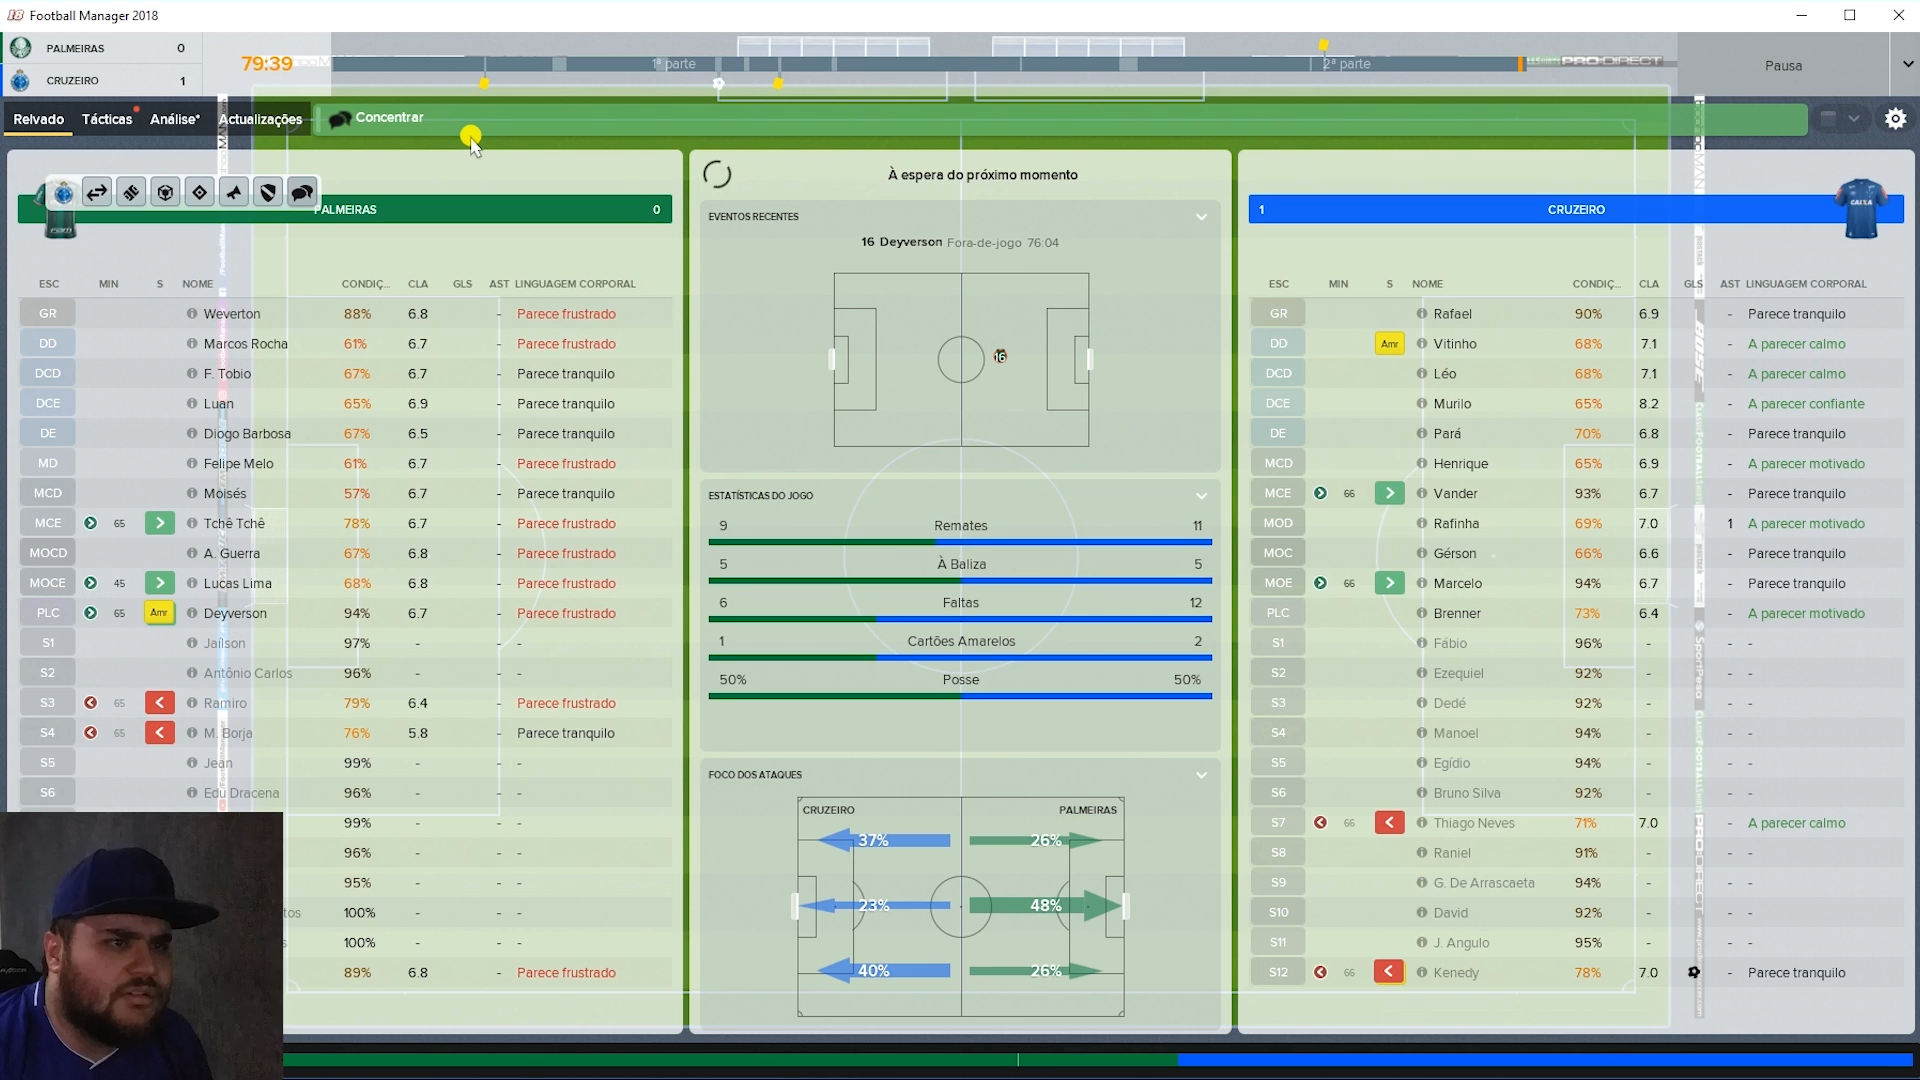 Football Manager 2018
PALMEIRAS 0
CRUZEIRO 1
79:39
1ª parte
2ª parte
PRO:DIRECT
Pausa
Relvado Tácticas Análise* Actualizações
Concentrar
PALMEIRAS 0
ESC MIN S NOME CONDIÇ... CLA GLS AST LINGUAGEM CORPORAL
GR Weverton 88% 6.8 - Parece frustrado
DD Marcos Rocha 61% 6.7 - Parece frustrado
DCD F. Tobio 67% 6.7 - Parece tranquilo
DCE Luan 65% 6.9 - Parece tranquilo
DE Diogo Barbosa 67% 6.5 - Parece tranquilo
MD Felipe Melo 61% 6.7 - Parece frustrado
MCD Moisés 57% 6.7 - Parece tranquilo
MCE 65 Tchê Tchê 78% 6.7 - Parece frustrado
MOCD A. Guerra 67% 6.8 - Parece frustrado
MOCE 45 Lucas Lima 68% 6.8 - Parece frustrado
PLC 65 Amr Deyverson 94% 6.7 - Parece frustrado
S1 Jaílson 97% - - -
S2 Antônio Carlos 96% - - -
S3 65 Ramiro 79% 6.4 - Parece frustrado
S4 65 M. Borja 76% 5.8 - Parece tranquilo
S5 Jean 99% - - -
S6 Edu Dracena 96% - - -
99% - - -
96% - - -
95% - - -
tos 100% - - -
s 100% - - -
89% 6.8 - Parece frustrado
À espera do próximo momento
EVENTOS RECENTES
16 Deyverson Fora-de-jogo 76:04
16
ESTATÍSTICAS DO JOGO
9 Remates 11
5 À Baliza 5
6 Faltas 12
1 Cartões Amarelos 2
50% Posse 50%
FOCO DOS ATAQUES
CRUZEIRO PALMEIRAS
37% 26%
23% 48%
40% 26%
1 CRUZEIRO
CAIXA
ESC MIN S NOME CONDIÇ... CLA GLS AST LINGUAGEM CORPORAL
GR Rafael 90% 6.9 - Parece tranquilo
DD Amr Vitinho 68% 7.1 - A parecer calmo
DCD Léo 68% 7.1 - A parecer calmo
DCE Murilo 65% 8.2 - A parecer confiante
DE Pará 70% 6.8 - Parece tranquilo
MCD Henrique 65% 6.9 - A parecer motivado
MCE 66 Vander 93% 6.7 - Parece tranquilo
MOD Rafinha 69% 7.0 1 A parecer motivado
MOC Gérson 66% 6.6 - Parece tranquilo
MOE 66 Marcelo 94% 6.7 - Parece tranquilo
PLC Brenner 73% 6.4 - A parecer motivado
S1 Fábio 96% - - -
S2 Ezequiel 92% - - -
S3 Dedé 92% - - -
S4 Manoel 94% - - -
S5 Egídio 94% - - -
S6 Bruno Silva 92% - - -
S7 66 Thiago Neves 71% 7.0 - A parecer calmo
S8 Raniel 91% - - -
S9 G. De Arrascaeta 94% - - -
S10 David 92% - - -
S11 J. Angulo 95% - - -
S12 66 Kenedy 78% 7.0 - Parece tranquilo